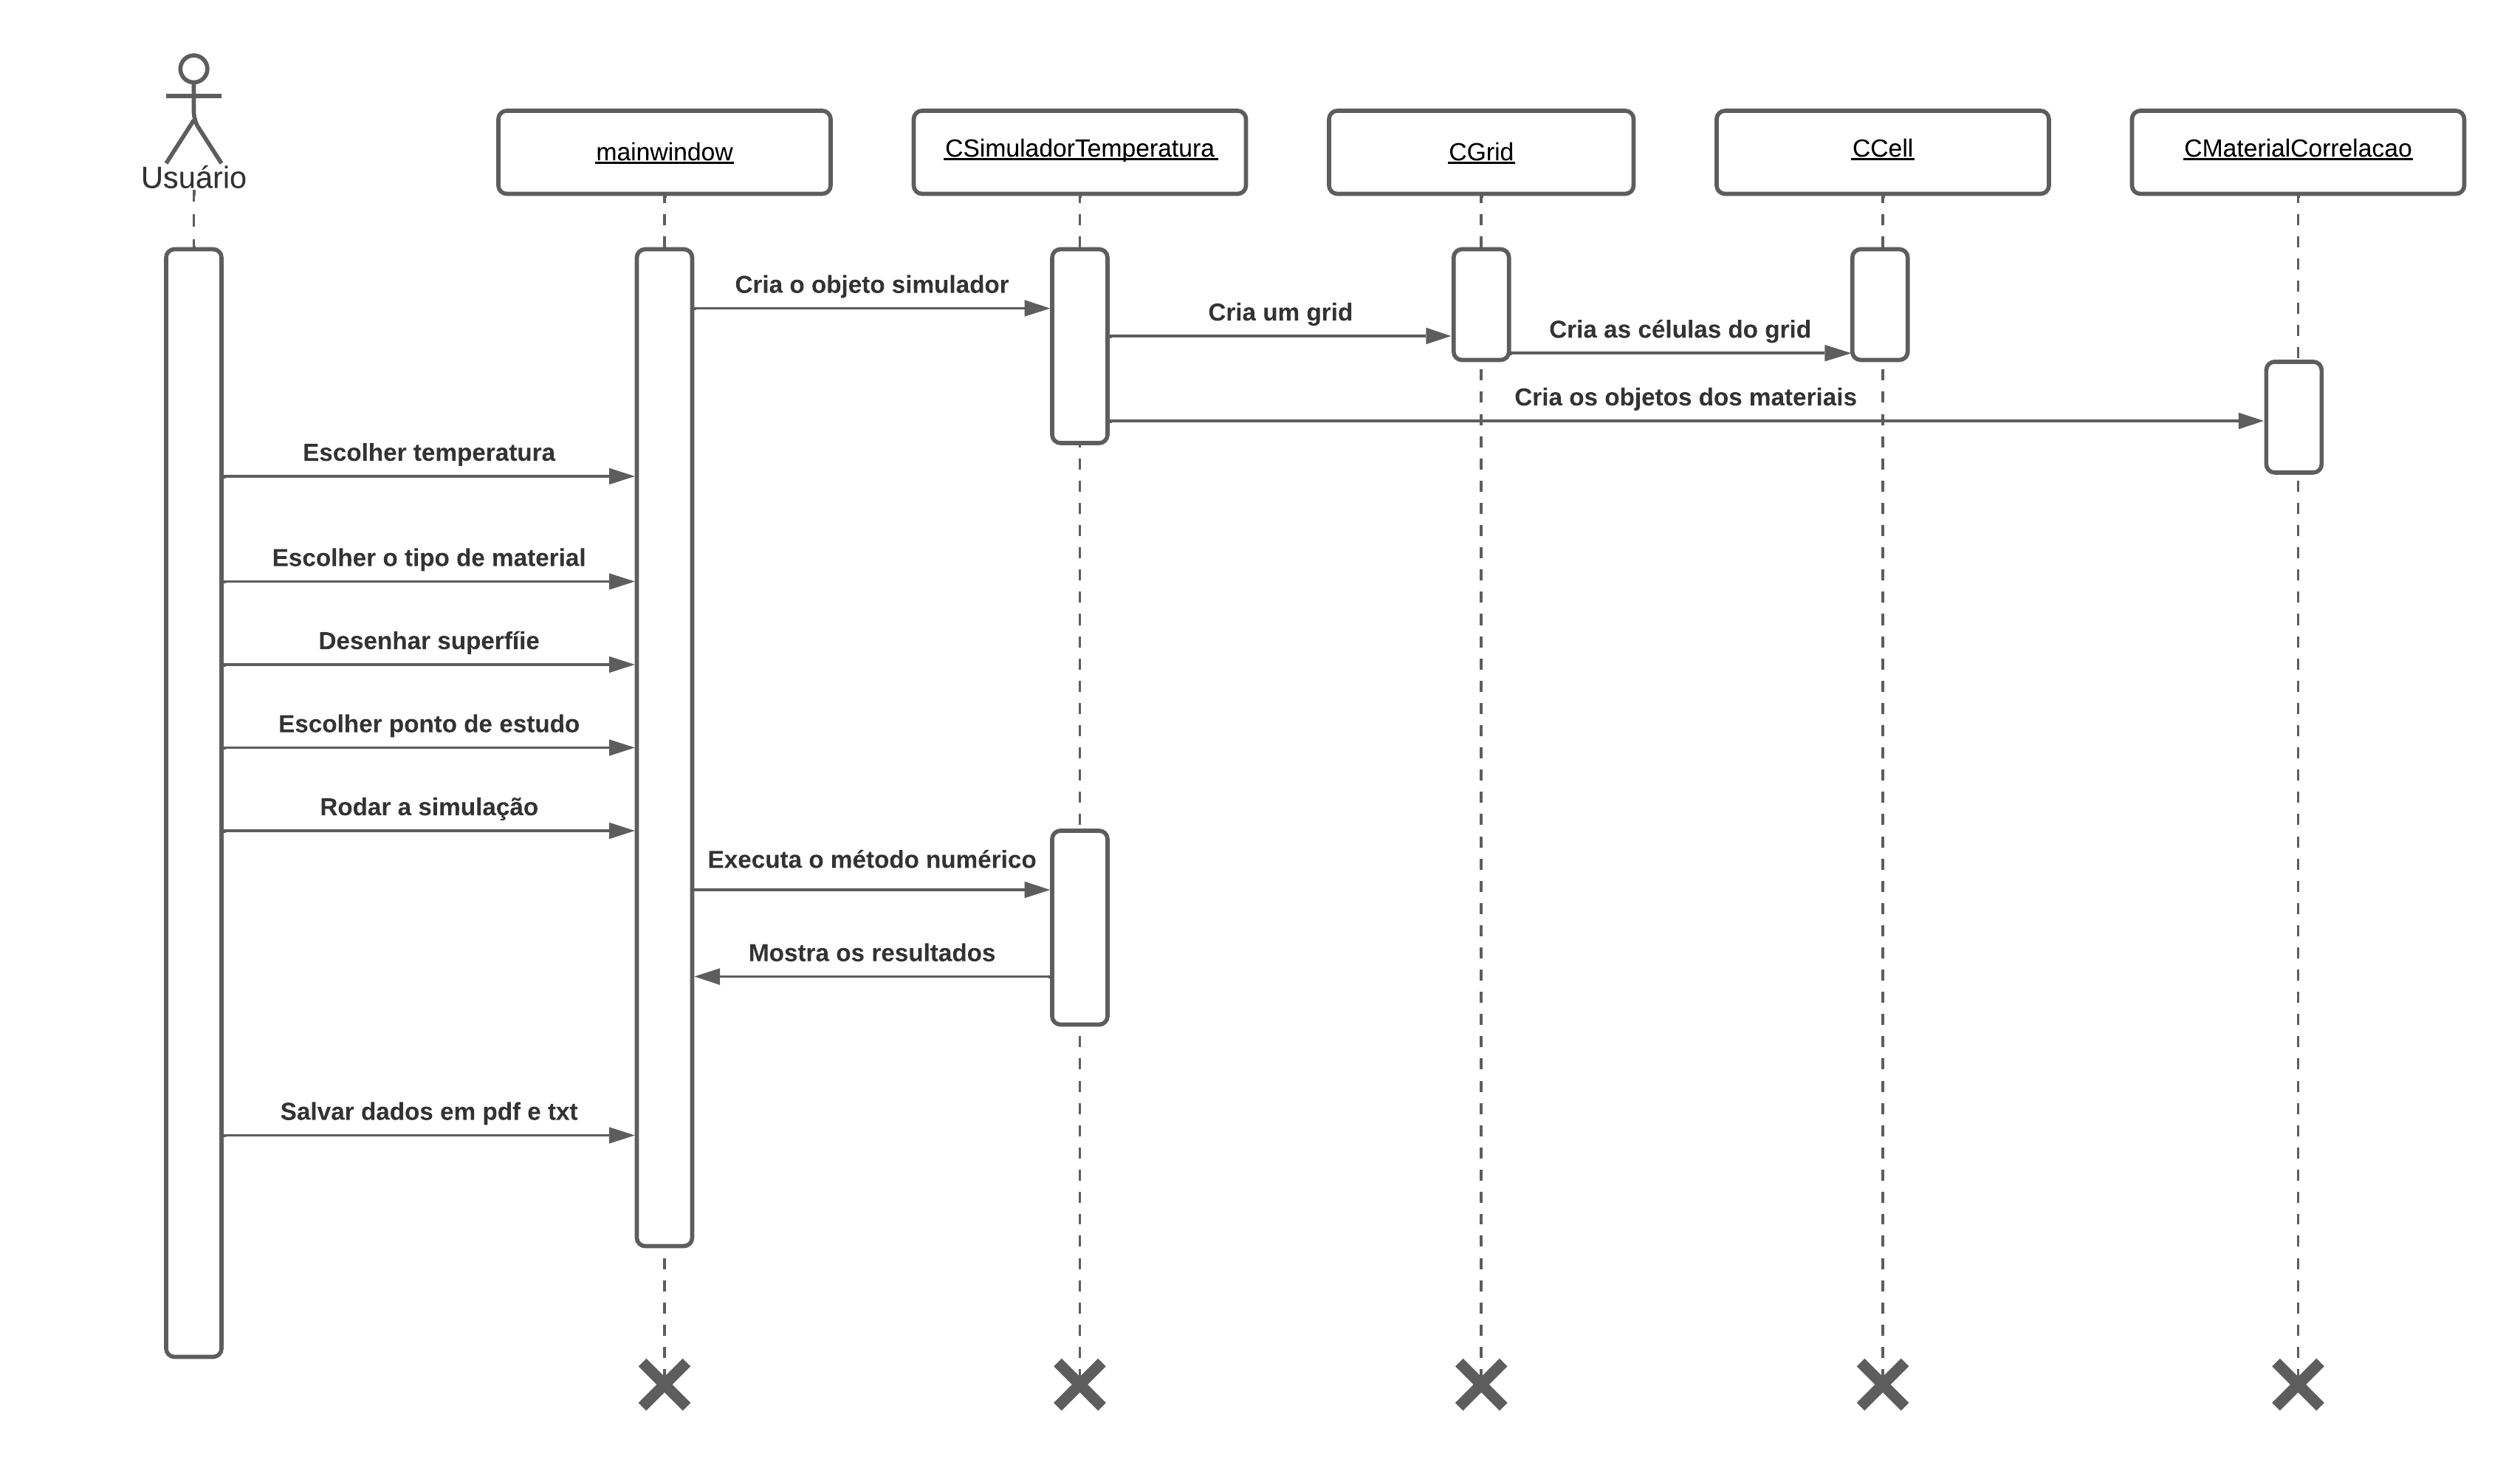 Usuário
mainwindow
CSimuladorTemperatura
CGrid
CCell
CMaterialCorrelacao
Cria o objeto simulador
Cria um grid
Cria as células do grid
Cria os objetos dos materiais
Escolher temperatura
Escolher o tipo de material
Desenhar superfíie
Escolher ponto de estudo
Rodar a simulação
Executa o método numérico
Mostra os resultados
Salvar dados em pdf e txt